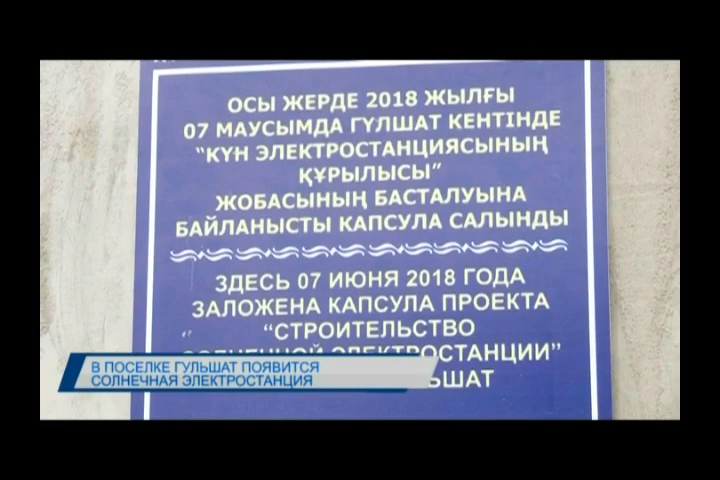 ОСЫ ЖЕРДЕ 2018 ЖЫЛҒЫ
07 МАУСЫМДА ГҮЛШАТ КЕНТІНДЕ
“КҮН ЭЛЕКТРОСТАНЦИЯСЫНЫҢ
ҚҰРЫЛЫСЫ”
ЖОБАСЫНЫҢ БАСТАЛУЫНА
БАЙЛАНЫСТЫ КАПСУЛА САЛЫНДЫ
ЗДЕСЬ 07 ИЮНЯ 2018 ГОДА
ЗАЛОЖЕНА КАПСУЛА ПРОЕКТА
“СТРОИТЕЛЬСТВО
СОЛНЕЧНОЙ ЭЛЕКТРОСТАНЦИИ”
В ПОСЕЛКЕ ГУЛЬШАТ ПОЯВИТСЯ
СОЛНЕЧНАЯ ЭЛЕКТРОСТАНЦИЯ